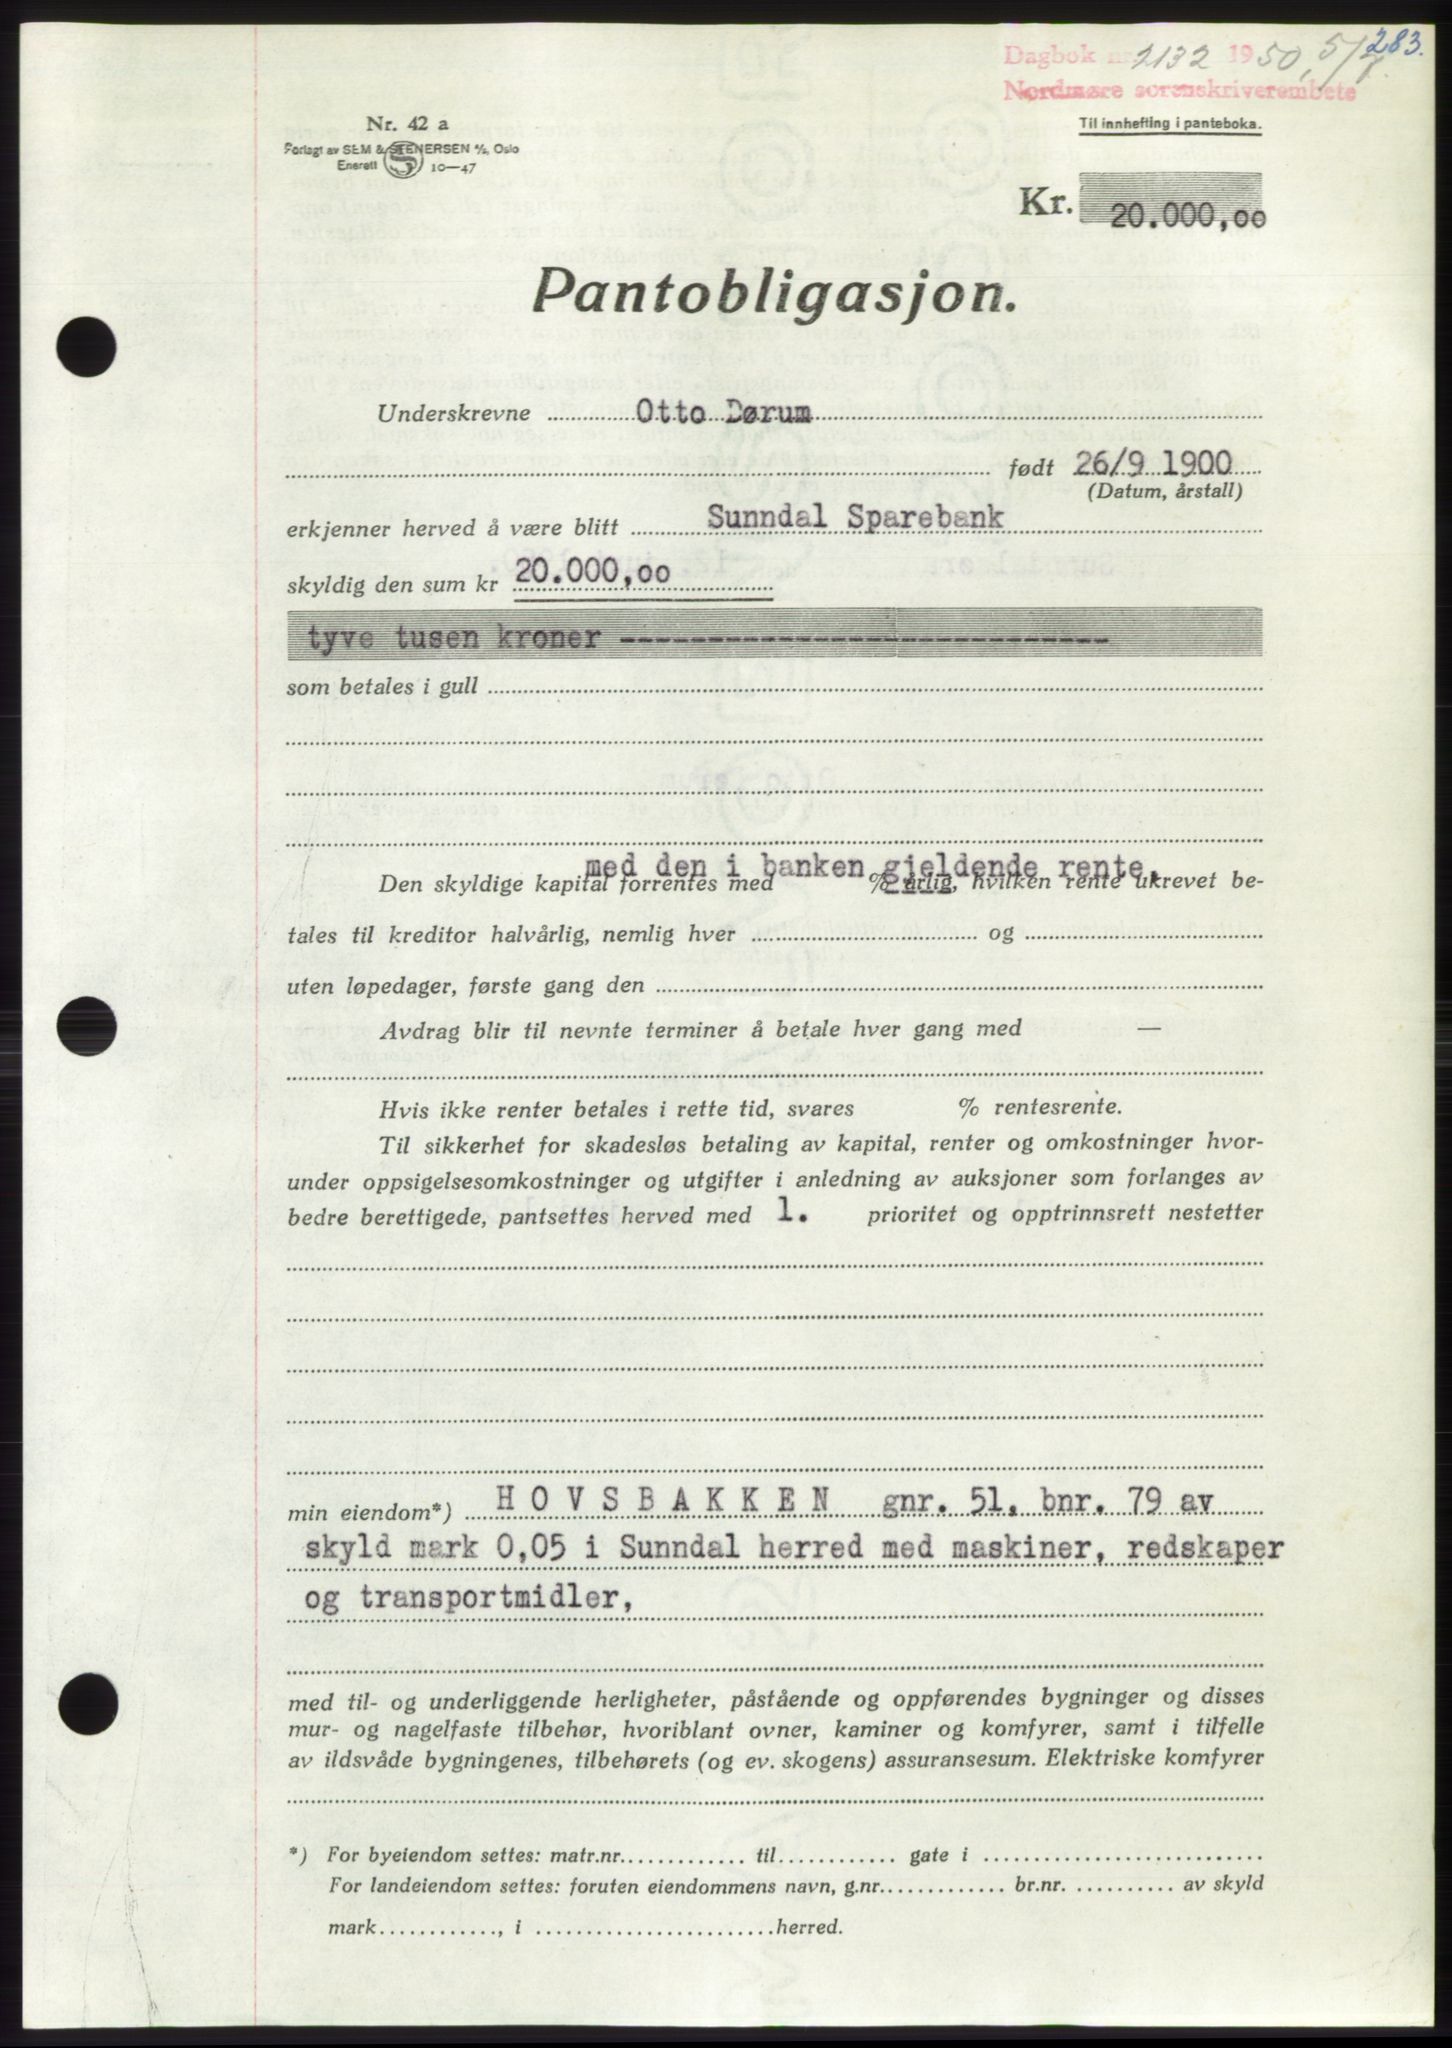 283.
Dagbok nr. 2132 1950, 5/7.
Nordmøre sorenskriverembete
Nr. 42 a
Til innhefting i panteboka.
Forlagt av SEM & STENERSEN A/S, Oslo
Enerett 10—47
Kr. 20.000,oo
Pantobligasjon.
Underskrevne Otto Dørum
født 26/9 1900
(Datum, årstall)
erkjenner herved å være blitt Sunndal Sparebank
skyldig den sum kr 20.000,oo
tyve tusen kroner ----------------------------
som betales i gull
med den i banken gjeldende rente,
Den skyldige kapital forrentes med % årlig, hvilken rente ukrevet be-
tales til kreditor halvårlig, nemlig hver og
uten løpedager, første gang den
Avdrag blir til nevnte terminer å betale hver gang med —
Hvis ikke renter betales i rette tid, svares % rentesrente.
Til sikkerhet for skadesløs betaling av kapital, renter og omkostninger hvor-
under oppsigelsesomkostninger og utgifter i anledning av auksjoner som forlanges av
bedre berettigede, pantsettes herved med 1. prioritet og opptrinnsrett nestetter
min eiendom*) HOVSBAKKEN gnr. 51, bnr. 79 av
skyld mark 0,05 i Sunndal herred med maskiner, redskaper
og transportmidler,
med til- og underliggende herligheter, påstående og oppførendes bygninger og disses
mur- og nagelfaste tilbehør, hvoriblant ovner, kaminer og komfyrer, samt i tilfelle
av ildsvåde bygningenes, tilbehørets (og ev. skogens) assuransesum. Elektriske komfyrer
*) For byeiendom settes: matr.nr............. til............ gate i ...........................
For landeiendom settes: foruten eiendommens navn, g.nr............. br.nr. .......... av skyld
mark............, i ........................herred.